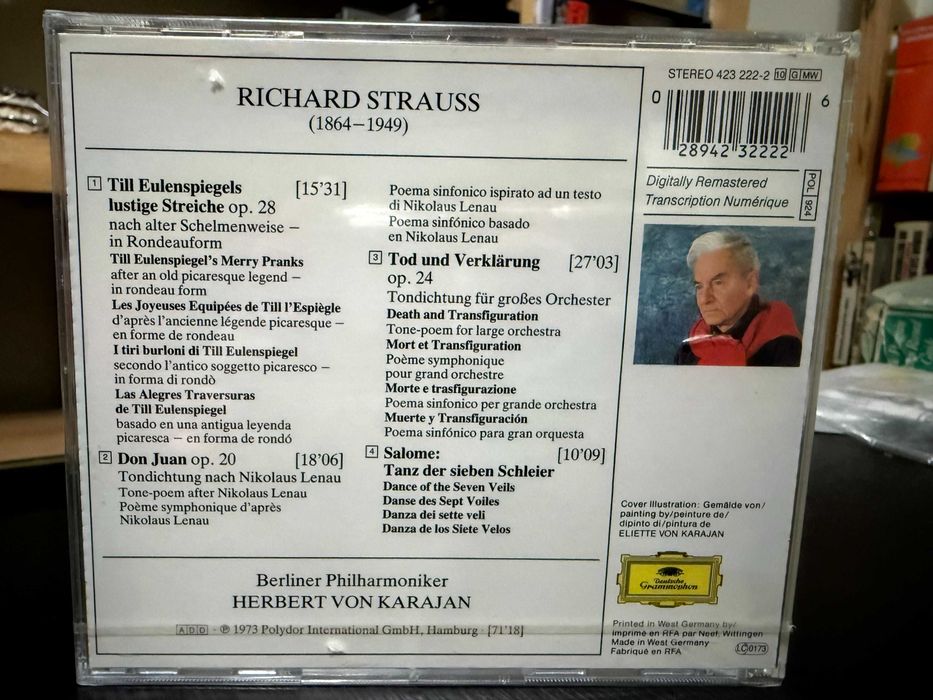 RICHARD STRAUSS
(1864–1949)
1 Till Eulenspiegels [15'31]
lustige Streiche op. 28
nach alter Schelmenweise –
in Rondeauform
Till Eulenspiegel's Merry Pranks
after an old picaresque legend –
in rondeau form
Les Joyeuses Equipées de Till l'Espiègle
d'après l'ancienne légende picaresque –
en forme de rondeau
I tiri burloni di Till Eulenspiegel
secondo l'antico soggetto picaresco –
in forma di rondò
Las Alegres Traversuras
de Till Eulenspiegel
basado en una antigua leyenda
picaresca – en forma de rondó
2 Don Juan op. 20 [18'06]
Tondichtung nach Nikolaus Lenau
Tone-poem after Nikolaus Lenau
Poème symphonique d'après
Nikolaus Lenau
Poema sinfonico ispirato ad un testo
di Nikolaus Lenau
Poema sinfónico basado
en Nikolaus Lenau
3 Tod und Verklärung [27'03]
op. 24
Tondichtung für großes Orchester
Death and Transfiguration
Tone-poem for large orchestra
Mort et Transfiguration
Poème symphonique
pour grand orchestre
Morte e trasfigurazione
Poema sinfonico per grande orchestra
Muerte y Transfiguración
Poema sinfónico para gran orquesta
4 Salome: [10'09]
Tanz der sieben Schleier
Dance of the Seven Veils
Danse des Sept Voiles
Danza dei sette veli
Danza de los Siete Velos
Berliner Philharmoniker
HERBERT VON KARAJAN
ADD · ℗ 1973 Polydor International GmbH, Hamburg · [71'18]
STEREO 423 222-2 10 G MW
0 28942 32222 6
Digitally Remastered
Transcription Numérique
POL 924
Cover Illustration: Gemälde von/
painting by/peinture de/
dipinto di/pintura de
ELIETTE VON KARAJAN
Deutsche
Grammophon
Printed in West Germany by/
Imprimé en RFA par Neef, Wittingen
Made in West Germany
Fabriqué en RFA
LC 0173